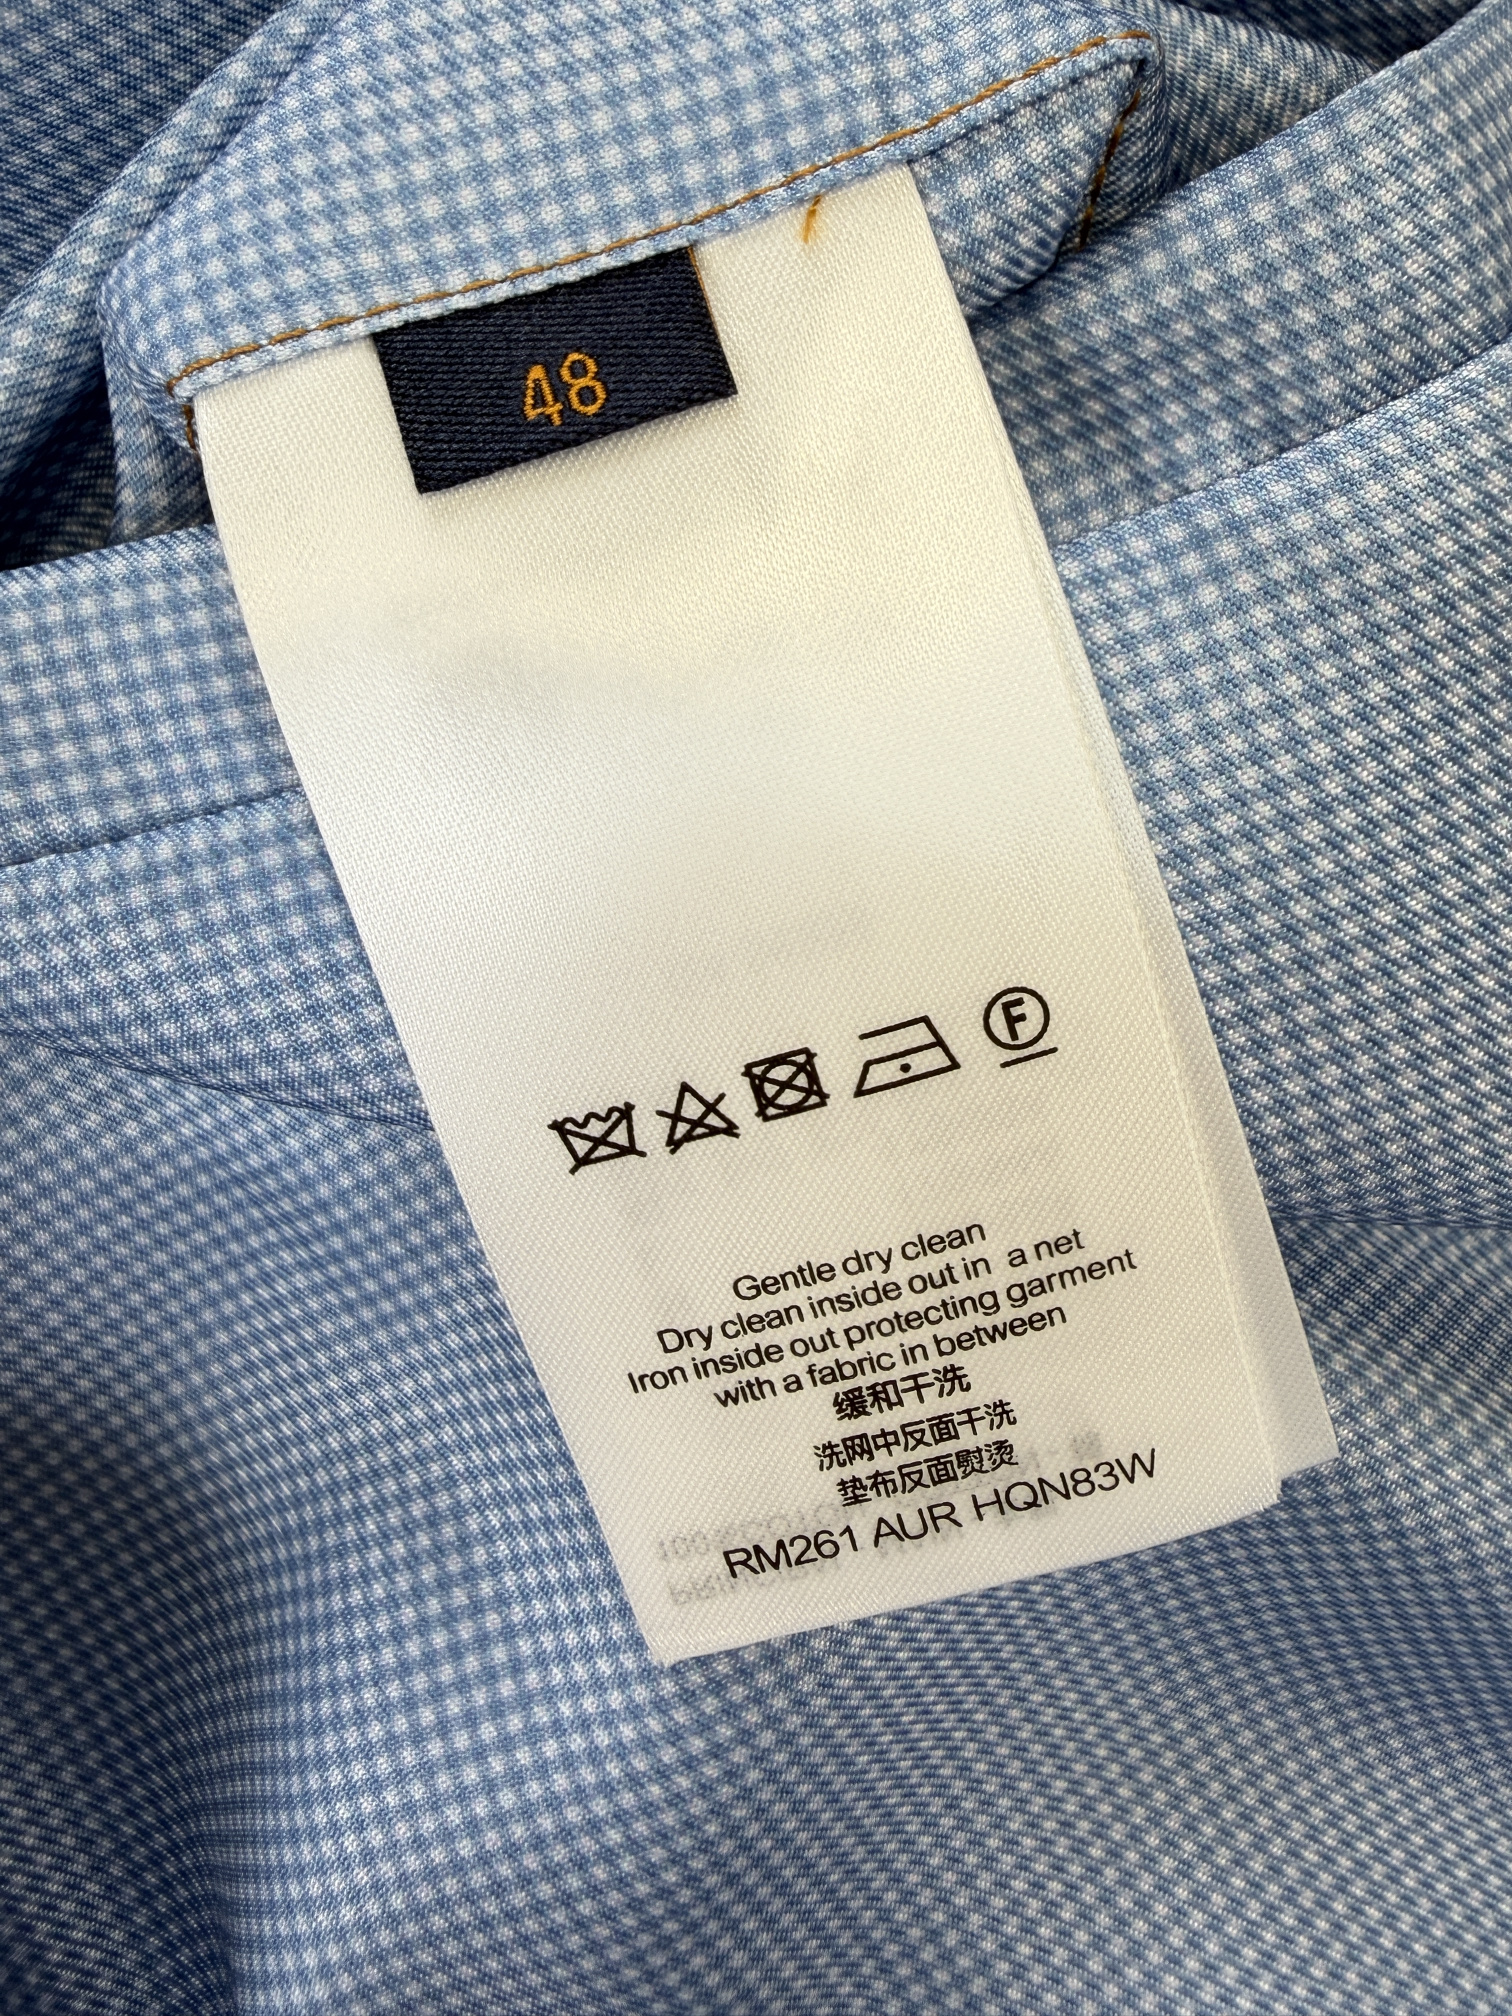 48
F
Gentle dry clean
Dry clean inside out in a net
Iron inside out protecting garment
with a fabric in between
缓和干洗
洗网中反面干洗
垫布反面熨烫
RM261 AUR HQN83W